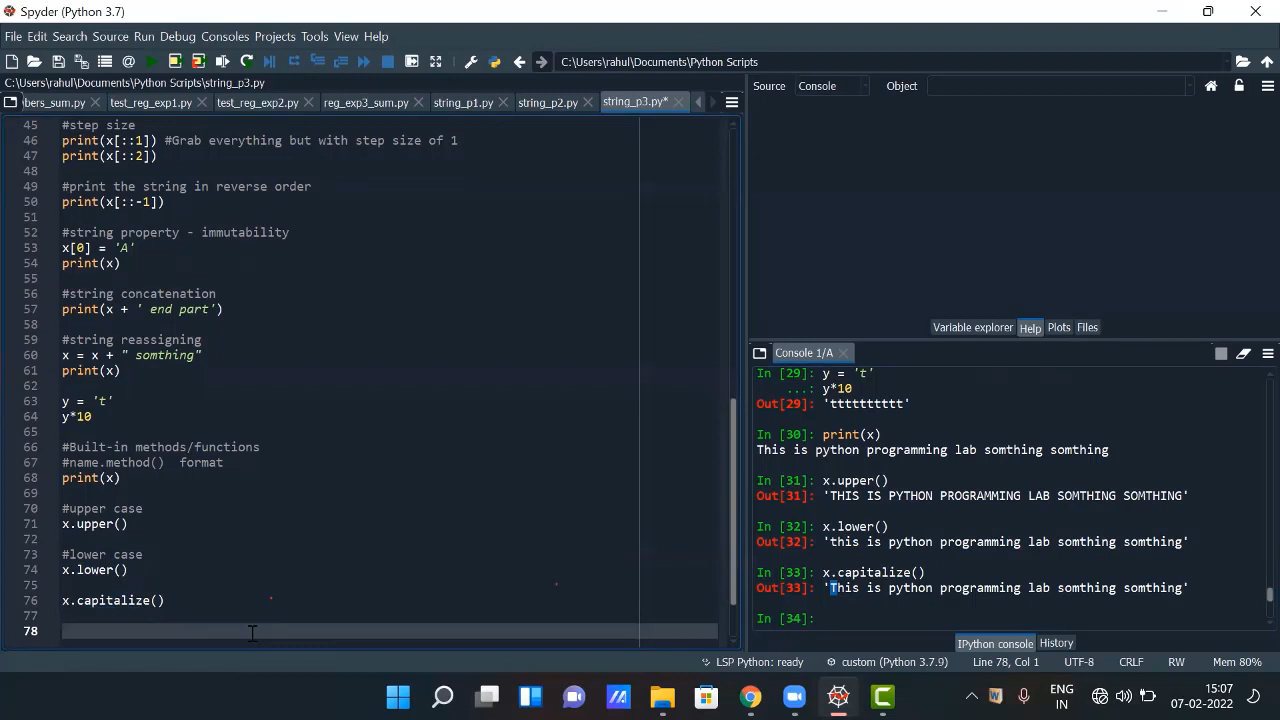 Spyder (Python 3.7)
File Edit Search Source Run Debug Consoles Projects Tools View Help
C:\Users\rahul\Documents\Python Scripts
C:\Users\rahul\Documents\Python Scripts\string_p3.py
bers_sum.py test_reg_exp1.py test_reg_exp2.py reg_exp3_sum.py string_p1.py string_p2.py string_p3.py*
45 #step size
46 print(x[::1]) #Grab everything but with step size of 1
47 print(x[::2])
48
49 #print the string in reverse order
50 print(x[::-1])
51
52 #string property - immutability
53 x[0] = 'A'
54 print(x)
55
56 #string concatenation
57 print(x + ' end part')
58
59 #string reassigning
60 x = x + " somthing"
61 print(x)
62
63 y = 't'
64 y*10
65
66 #Built-in methods/functions
67 #name.method()  format
68 print(x)
69
70 #upper case
71 x.upper()
72
73 #lower case
74 x.lower()
75
76 x.capitalize()
77
78
Source Console Object
Variable explorer Help Plots Files
Console 1/A
In [29]: y = 't'
...: y*10
Out[29]: 'tttttttttt'
In [30]: print(x)
This is python programming lab somthing somthing
In [31]: x.upper()
Out[31]: 'THIS IS PYTHON PROGRAMMING LAB SOMTHING SOMTHING'
In [32]: x.lower()
Out[32]: 'this is python programming lab somthing somthing'
In [33]: x.capitalize()
Out[33]: 'This is python programming lab somthing somthing'
In [34]:
IPython console History
LSP Python: ready custom (Python 3.7.9) Line 78, Col 1 UTF-8 CRLF RW Mem 80%
ENG
IN
15:07
07-02-2022